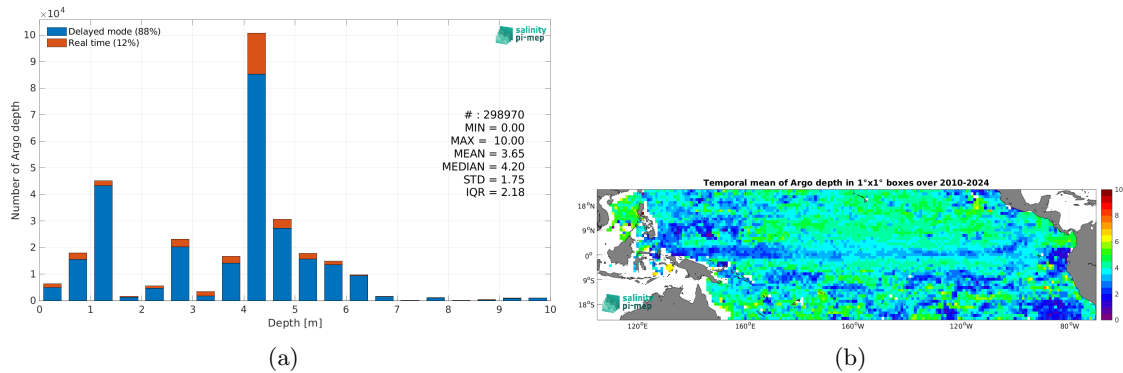 ×10⁴
Delayed mode (88%)
Real time (12%)
salinity
pi-mep
10
9
8
7
6
5
4
3
2
1
0
Number of Argo depth
# : 298970
MIN = 0.00
MAX = 10.00
MEAN = 3.65
MEDIAN = 4.20
STD = 1.75
IQR = 2.18
0 1 2 3 4 5 6 7 8 9 10
Depth [m]
(a)
Temporal mean of Argo depth in 1°x1° boxes over 2010-2024
18°N
9°N
0°
9°S
18°S
salinity
pi-mep
120°E 160°E 160°W 120°W 80°W
10
8
6
4
2
0
(b)